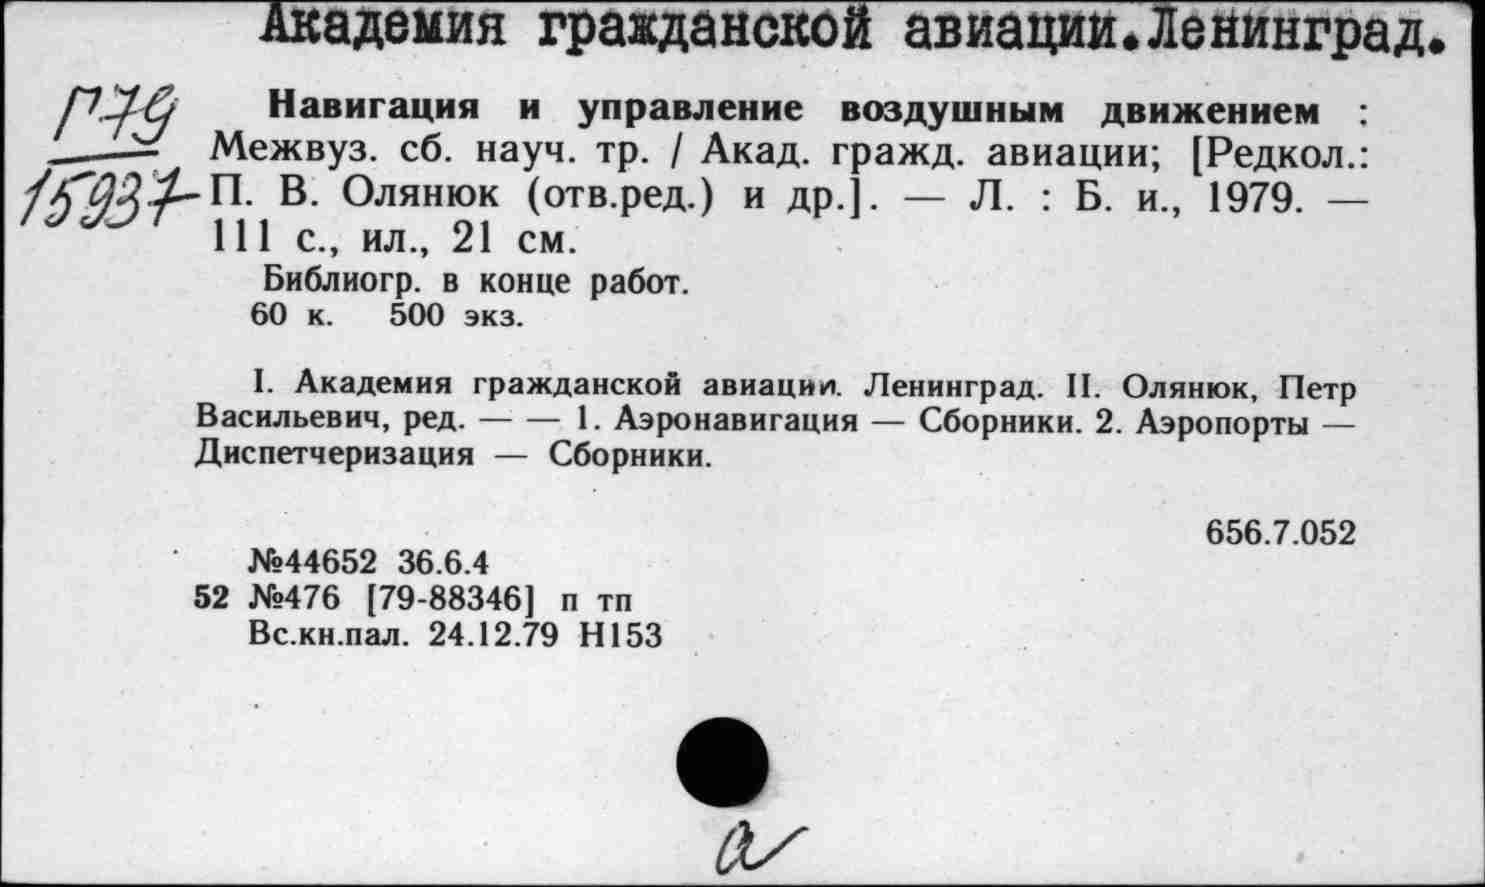 Академия гражданской авиации. Ленинград.
Г79
15937
Навигация и управление воздушным движением :
Межвуз. сб. науч. тр. / Акад. гражд. авиации; [Редкол.:
П. В. Олянюк (отв.ред.) и др.]. — Л. : Б. и., 1979. —
111 с., ил., 21 см.
Библиогр. в конце работ.
60 к. 500 экз.
I. Академия гражданской авиации. Ленинград. II. Олянюк, Петр
Васильевич, ред. — — 1. Аэронавигация — Сборники. 2. Аэропорты —
Диспетчеризация — Сборники.
656.7.052
№44652 36.6.4
52 №476 [79-88346] п тп
Вс.кн.пал. 24.12.79 Н153
а